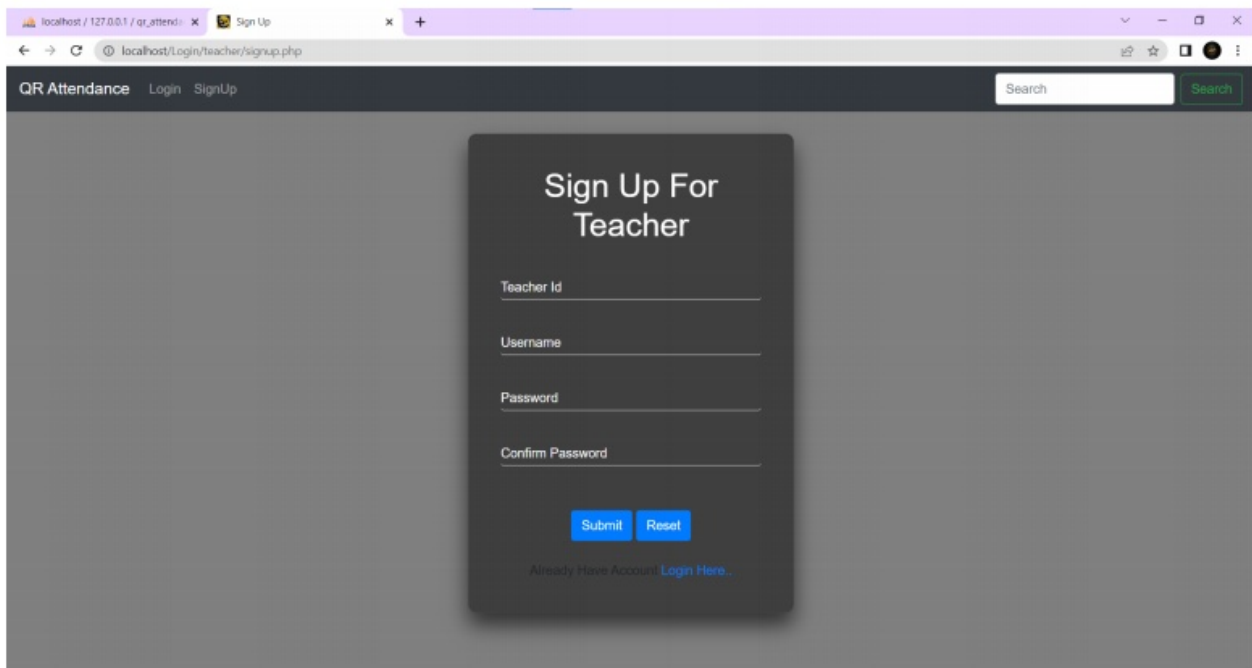 localhost / 127.0.0.1 / qr_attend
Sign Up
localhost/Login/teacher/signup.php
QR Attendance Login SignUp Search Search
Sign Up For
Teacher
Teacher Id
Username
Password
Confirm Password
Submit Reset
Already Have Account Login Here..